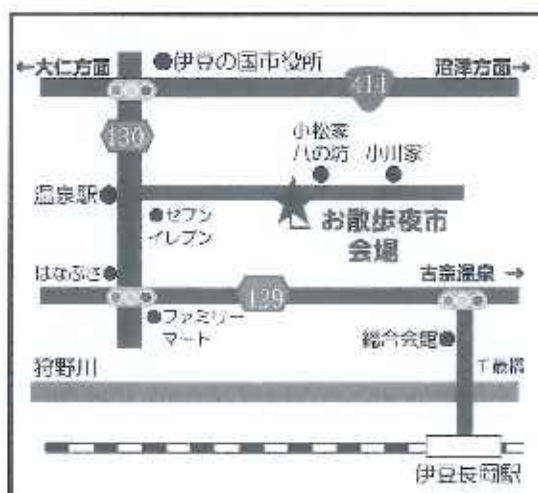 ←大仁方面
●伊豆の国市役所
沼津方面→
414
130
小松家
八の坊
小川家
温泉駅●
●セブン
イレブン
お散歩夜市
会場
はなぶさ●
古奈温泉 →
129
●ファミリー
マート
総合会館●
狩野川
千歳橋
伊豆長岡駅